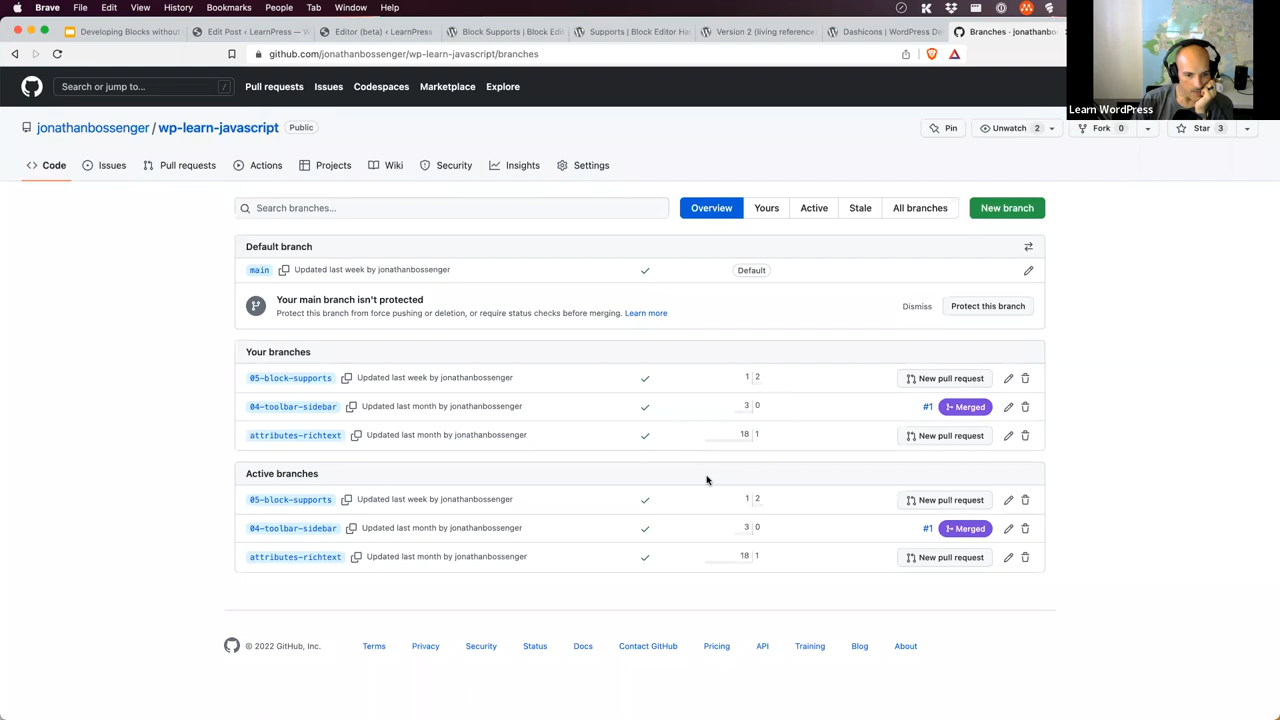 Brave File Edit View History Bookmarks People Tab Window Help
Developing Blocks without
Edit Post ‹ LearnPress —
Editor (beta) ‹ LearnPress
Block Supports | Block Edit
Supports | Block Editor Ha
Version 2 (living reference
Dashicons | WordPress De
Branches · jonathanbo
github.com/jonathanbossenger/wp-learn-javascript/branches
Learn WordPress
Search or jump to... /
Pull requests Issues Codespaces Marketplace Explore
jonathanbossenger / wp-learn-javascript Public
Pin Unwatch 2 Fork 0 Star 3
Code Issues Pull requests Actions Projects Wiki Security Insights Settings
Search branches... Overview Yours Active Stale All branches New branch
Default branch
main Updated last week by jonathanbossenger Default
Your main branch isn't protected
Protect this branch from force pushing or deletion, or require status checks before merging. Learn more
Dismiss Protect this branch
Your branches
05-block-supports Updated last week by jonathanbossenger 1 2 New pull request
04-toolbar-sidebar Updated last month by jonathanbossenger 3 0 #1 Merged
attributes-richtext Updated last month by jonathanbossenger 18 1 New pull request
Active branches
05-block-supports Updated last week by jonathanbossenger 1 2 New pull request
04-toolbar-sidebar Updated last month by jonathanbossenger 3 0 #1 Merged
attributes-richtext Updated last month by jonathanbossenger 18 1 New pull request
© 2022 GitHub, Inc. Terms Privacy Security Status Docs Contact GitHub Pricing API Training Blog About